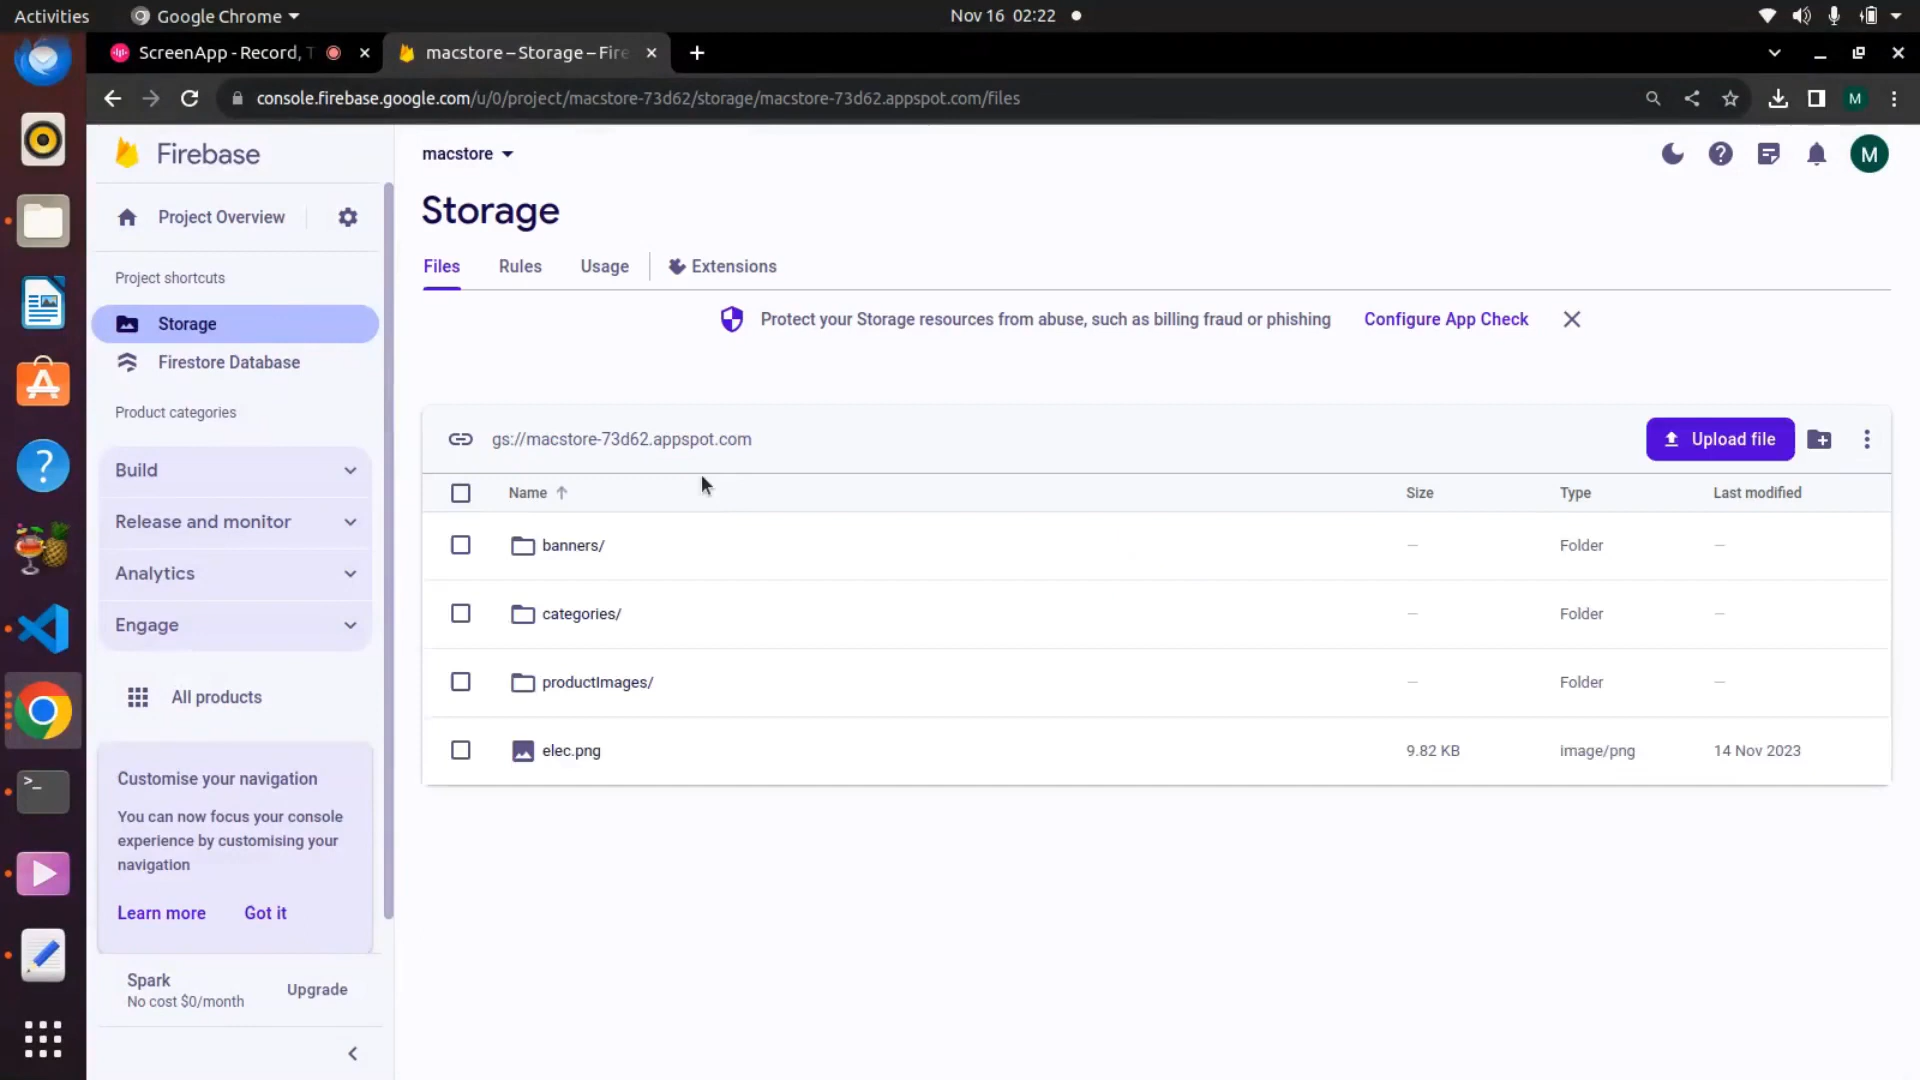 Activities
Google Chrome
Nov 16 02:22
ScreenApp - Record, T
macstore – Storage – Fire
console.firebase.google.com/u/0/project/macstore-73d62/storage/macstore-73d62.appspot.com/files
M
Firebase
macstore
M
Project Overview
Storage
Files
Rules
Usage
Extensions
Project shortcuts
Storage
Firestore Database
Protect your Storage resources from abuse, such as billing fraud or phishing
Configure App Check
Product categories
Build
Release and monitor
Analytics
Engage
All products
gs://macstore-73d62.appspot.com
Upload file
Name
Size
Type
Last modified
banners/
—
Folder
—
categories/
—
Folder
—
productImages/
—
Folder
—
elec.png
9.82 KB
image/png
14 Nov 2023
Customise your navigation
You can now focus your console
experience by customising your
navigation
Learn more
Got it
Spark
No cost $0/month
Upgrade